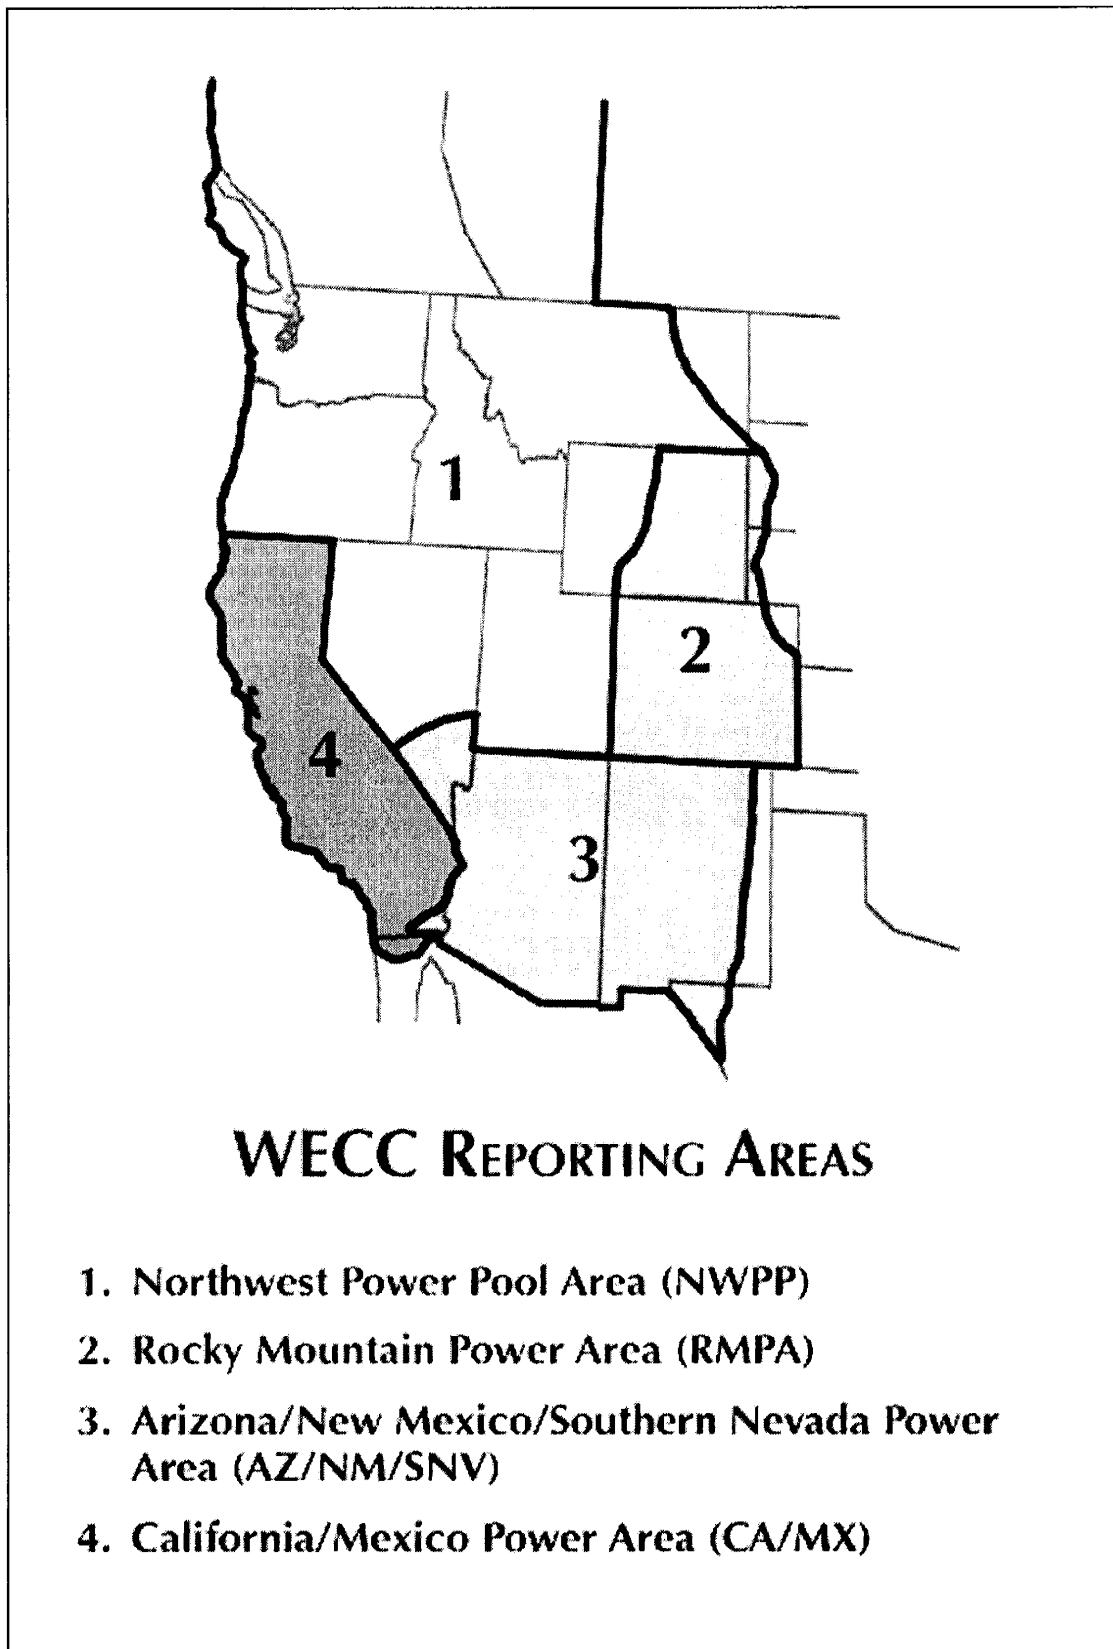 1
2
4
3
WECC REPORTING AREAS
1. Northwest Power Pool Area (NWPP)
2. Rocky Mountain Power Area (RMPA)
3. Arizona/New Mexico/Southern Nevada Power
Area (AZ/NM/SNV)
4. California/Mexico Power Area (CA/MX)